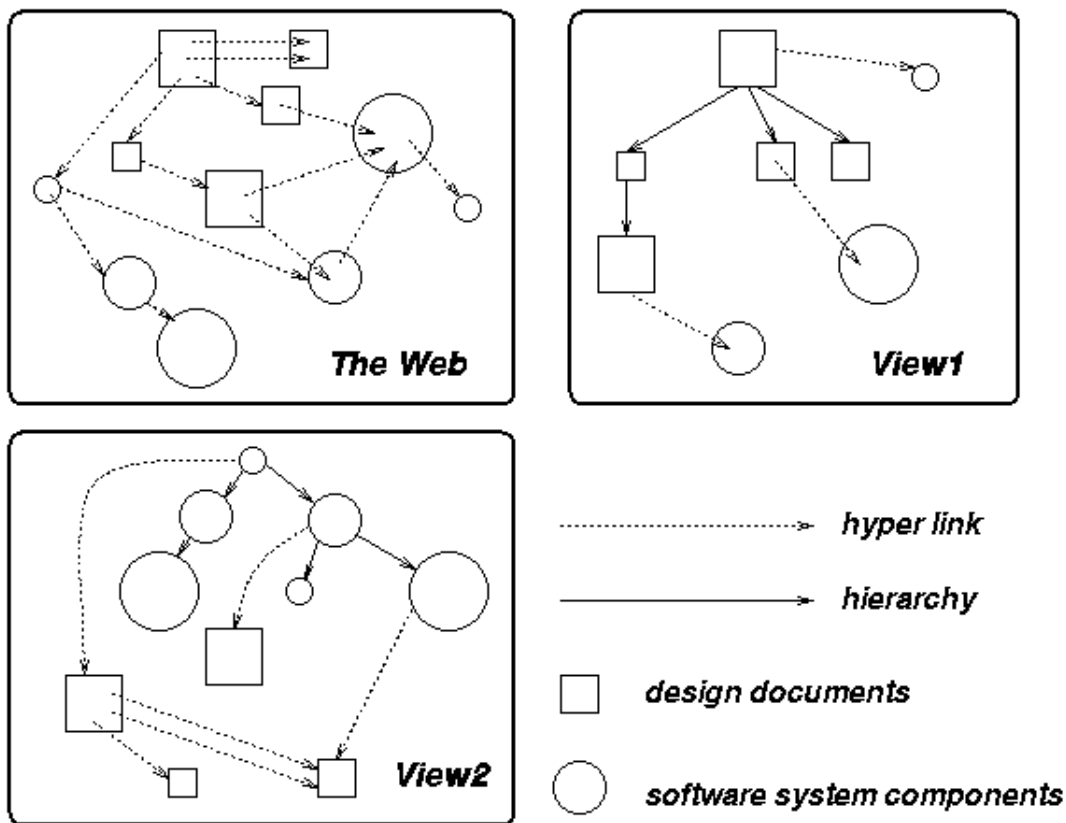 The Web
View1
View2
hyper link
hierarchy
design documents
software system components